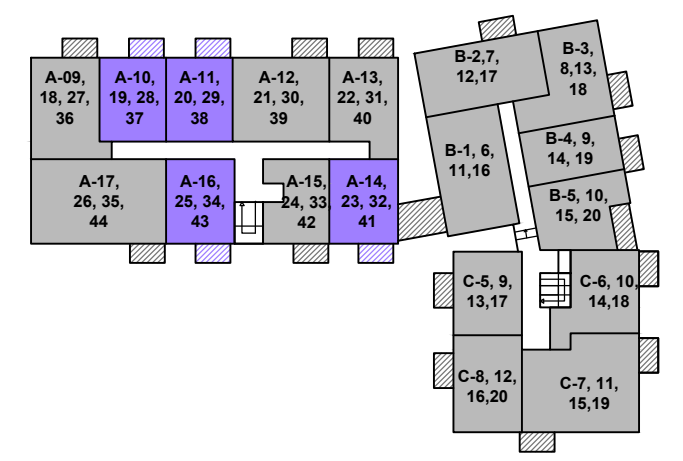 A-09,
18, 27,
36
A-10,
19, 28,
37
A-11,
20, 29,
38
A-12,
21, 30,
39
A-13,
22, 31,
40
A-17,
26, 35,
44
A-16,
25, 34,
43
A-15,
24, 33,
42
A-14,
23, 32,
41
B-2,7,
12,17
B-3,
8,13,
18
B-1, 6,
11,16
B-4, 9,
14, 19
B-5, 10,
15, 20
C-5, 9,
13,17
C-6, 10,
14,18
C-8, 12,
16,20
C-7, 11,
15,19